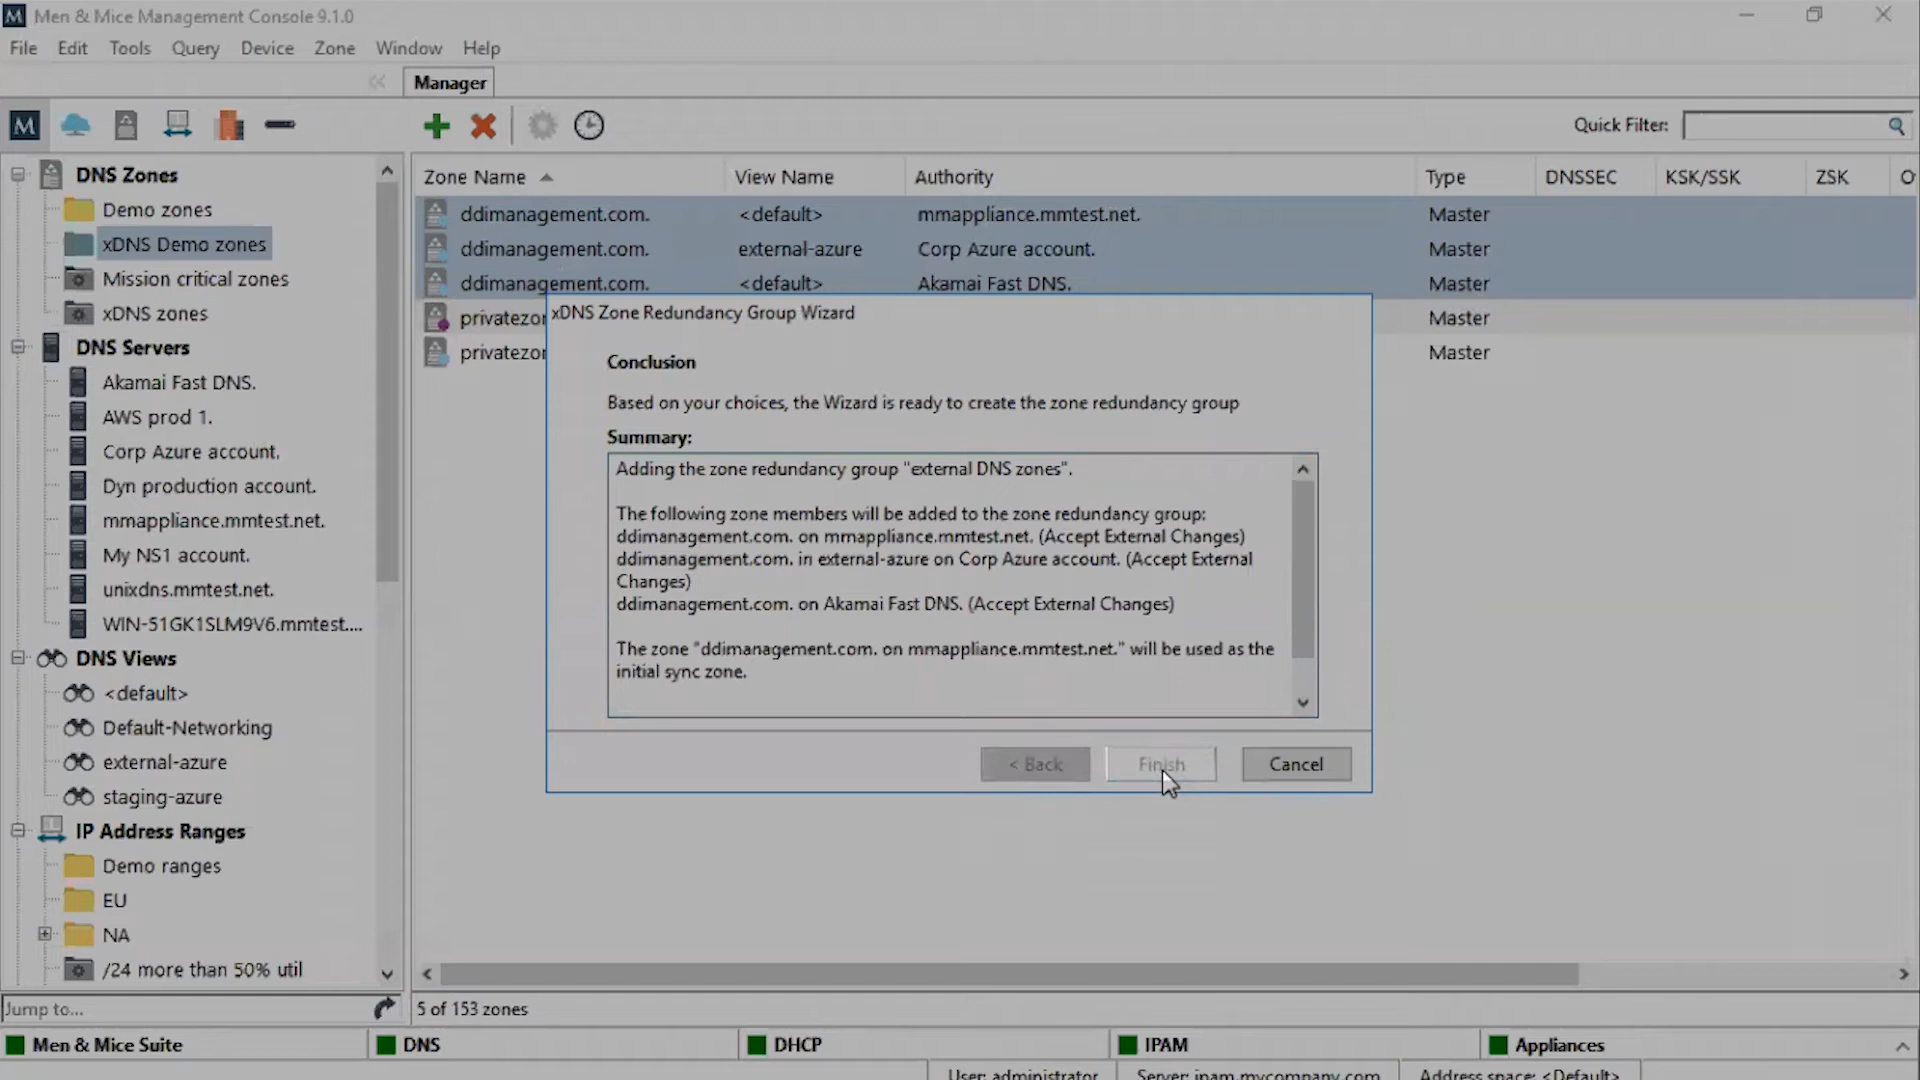 Men & Mice Management Console 9.1.0
File Edit Tools Query Device Zone Window Help
Manager
Quick Filter:
Zone Name View Name Authority Type DNSSEC KSK/SSK ZSK
ddimanagement.com. <default> mmappliance.mmtest.net. Master
ddimanagement.com. external-azure Corp Azure account. Master
ddimanagement.com. <default> Akamai Fast DNS. Master
Master
Master
DNS Zones
Demo zones
xDNS Demo zones
Mission critical zones
xDNS zones
DNS Servers
Akamai Fast DNS.
AWS prod 1.
Corp Azure account.
Dyn production account.
mmappliance.mmtest.net.
My NS1 account.
unixdns.mmtest.net.
WIN-51GK1SLM9V6.mmtest....
DNS Views
<default>
Default-Networking
external-azure
staging-azure
IP Address Ranges
Demo ranges
EU
NA
/24 more than 50% util
Jump to...
xDNS Zone Redundancy Group Wizard
Conclusion
Based on your choices, the Wizard is ready to create the zone redundancy group
Summary:
Adding the zone redundancy group "external DNS zones".
The following zone members will be added to the zone redundancy group:
ddimanagement.com. on mmappliance.mmtest.net. (Accept External Changes)
ddimanagement.com. in external-azure on Corp Azure account. (Accept External
Changes)
ddimanagement.com. on Akamai Fast DNS. (Accept External Changes)
The zone "ddimanagement.com. on mmappliance.mmtest.net." will be used as the
initial sync zone.
< Back Finish Cancel
5 of 153 zones
Men & Mice Suite DNS DHCP IPAM Appliances
User: administrator Server: ipam.mycompany.com Address space: <Default>